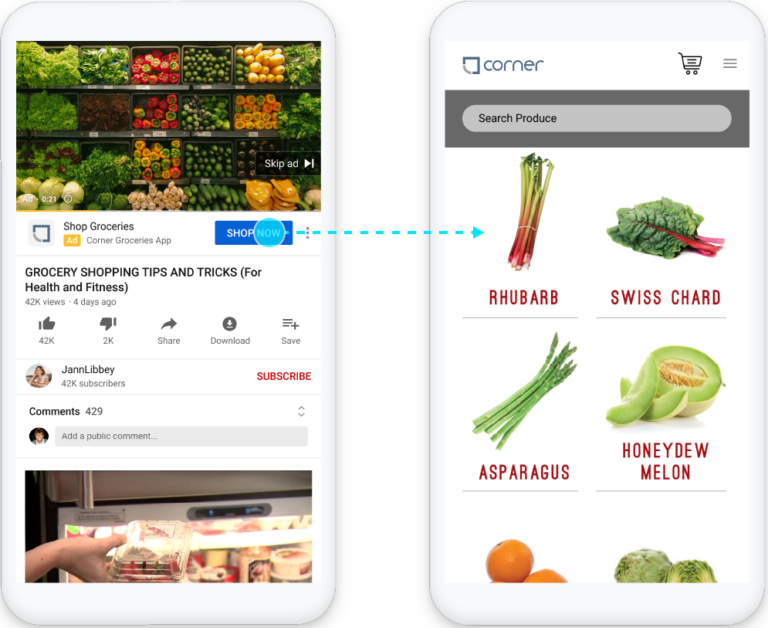 Skip ad
Ad · 0:21
Shop Groceries
Ad Corner Groceries App
SHOP NOW
GROCERY SHOPPING TIPS AND TRICKS (For
Health and Fitness)
42K views · 4 days ago
42K
2K
Share
Download
Save
JannLibbey
42K subscribers
SUBSCRIBE
Comments 429
Add a public comment...
corner
Search Produce
RHUBARB
SWISS CHARD
ASPARAGUS
HONEYDEW
MELON